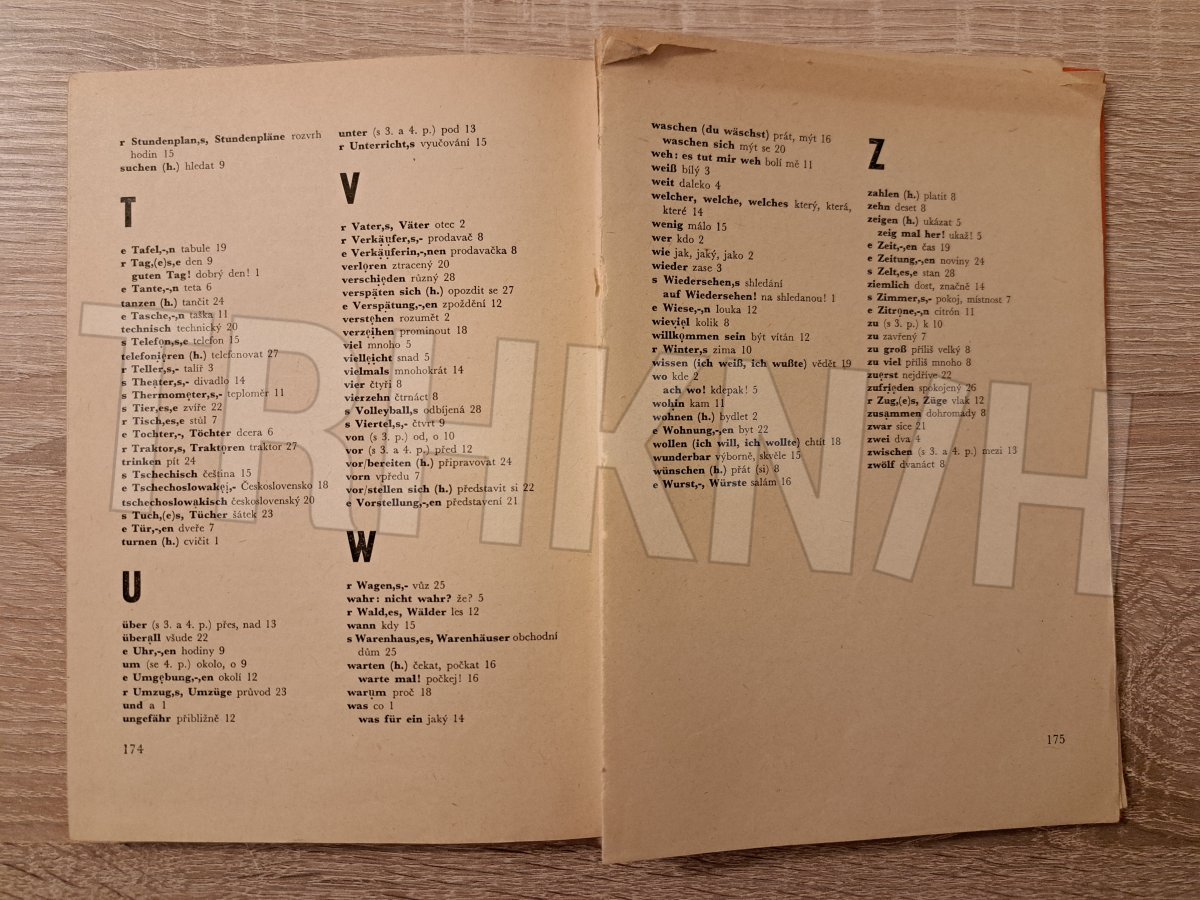 r Stundenplan,s, Stundenpläne rozvrh
hodin 15
suchen (h.) hledat 9
T
e Tafel,-,n tabule 19
r Tag,(e)s,e den 9
guten Tag! dobrý den! 1
e Tante,-,n teta 6
tanzen (h.) tančit 24
e Tasche,-,n taška 11
technisch technický 20
s Telefon,s,e telefon 15
telefonieren (h.) telefonovat 27
r Teller,s,- talíř 3
s Theater,s,- divadlo 14
s Thermometer,s,- teploměr 11
s Tier,es,e zvíře 22
r Tisch,es,e stůl 7
e Tochter,-, Töchter dcera 6
r Traktor,s, Traktoren traktor 27
trinken pít 24
s Tschechisch čeština 15
e Tschechoslowakei,- Československo 18
tschechoslowakisch československý 20
s Tuch,(e)s, Tücher šátek 23
e Tür,-,en dveře 7
turnen (h.) cvičit 1
U
über (s 3. a 4. p.) přes, nad 13
überall všude 22
e Uhr,-,en hodiny 9
um (se 4. p.) okolo, o 9
e Umgebung,-,en okolí 12
r Umzug,s, Umzüge průvod 23
und a 1
ungefähr přibližně 12
174
unter (s 3. a 4. p.) pod 13
r Unterricht,s vyučování 15
V
r Vater,s, Väter otec 2
r Verkäufer,s,- prodavač 8
e Verkäuferin,-,nen prodavačka 8
verloren ztracený 20
verschieden různý 28
verspäten sich (h.) opozdit se 27
e Verspätung,-,en zpoždění 12
verstehen rozumět 2
verzeihen prominout 18
viel mnoho 5
vielleicht snad 5
vielmals mnohokrát 14
vier čtyři 8
vierzehn čtrnáct 8
s Volleyball,s odbíjená 28
s Viertel,s,- čtvrt 9
von (s 3. p.) od, o 10
vor (s 3. a 4. p.) před 12
vor/bereiten (h.) připravovat 24
vorn vpředu 7
vor/stellen sich (h.) představit si 22
e Vorstellung,-,en představení 21
W
r Wagen,s,- vůz 25
wahr: nicht wahr? že? 5
r Wald,es, Wälder les 12
wann kdy 15
s Warenhaus,es, Warenhäuser obchodní
dům 25
warten (h.) čekat, počkat 16
warte mal! počkej! 16
warum proč 18
was co 1
was für ein jaký 14
waschen (du wäschst) prát, mýt 16
waschen sich mýt se 20
weh: es tut mir weh bolí mě 11
weiß bílý 3
weit daleko 4
welcher, welche, welches který, která,
které 14
wenig málo 15
wer kdo 2
wie jak, jaký, jako 2
wieder zase 3
s Wiedersehen,s shledání
auf Wiedersehen! na shledanou! 1
e Wiese,-,n louka 12
wieviel kolik 8
willkommen sein být vítán 12
r Winter,s zima 10
wissen (ich weiß, ich wußte) vědět 19
wo kde 2
ach wo! kdepak! 5
wohin kam 11
wohnen (h.) bydlet 2
e Wohnung,-,en byt 22
wollen (ich will, ich wollte) chtít 18
wunderbar výborně, skvěle 15
wünschen (h.) přát (si) 8
e Wurst,-, Würste salám 16
Z
zahlen (h.) platit 8
zehn deset 8
zeigen (h.) ukázat 5
zeig mal her! ukaž! 5
e Zeit,-,en čas 19
e Zeitung,-,en noviny 24
s Zelt,es,e stan 28
ziemlich dost, značně 14
s Zimmer,s,- pokoj, místnost 7
e Zitrone,-,n citrón 11
zu (s 3. p.) k 10
zu zavřený 7
zu groß příliš velký 8
zu viel příliš mnoho 8
zuerst nejdříve 22
zufrieden spokojený 26
r Zug,(e)s, Züge vlak 12
zusammen dohromady 8
zwar sice 21
zwei dva 4
zwischen (s 3. a 4. p.) mezi 13
zwölf dvanáct 8
175
TRHKNIH